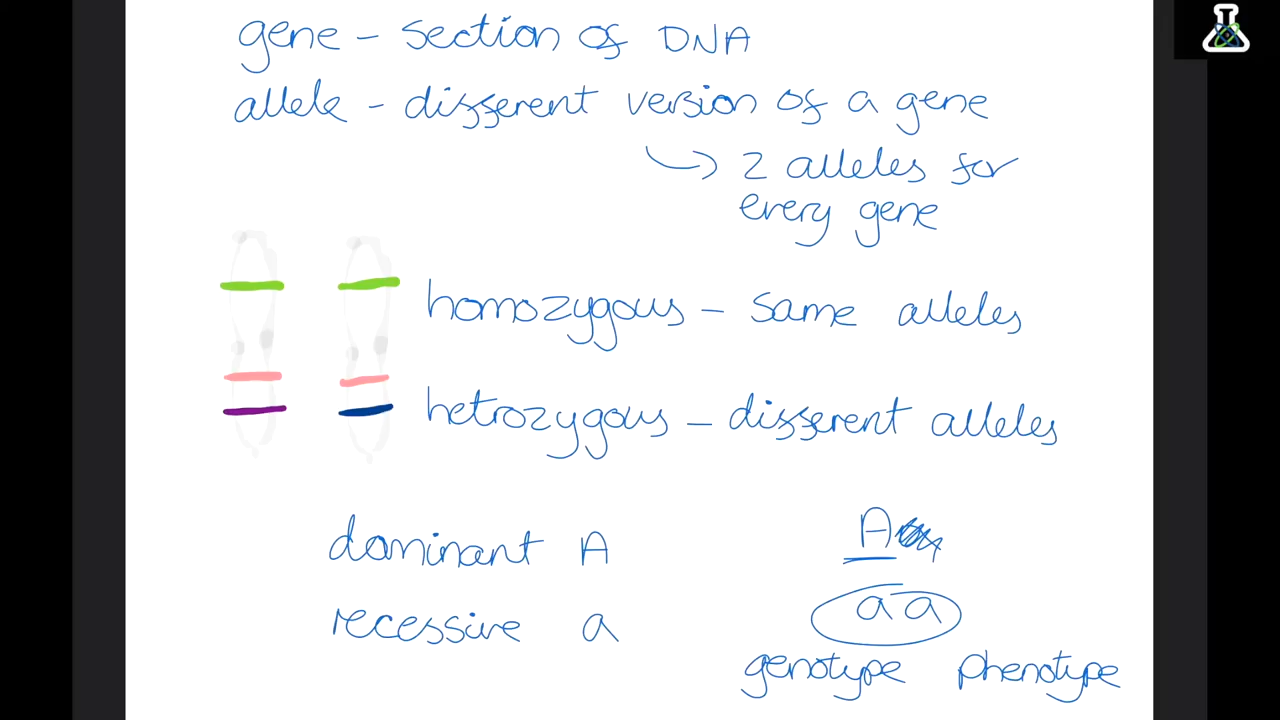 gene - section of DNA
allele - different version of a gene
2 alleles for
every gene
homozygous - same alleles
hetrozygous - different alleles
dominant A
A
recessive a
aa
genotype phenotype